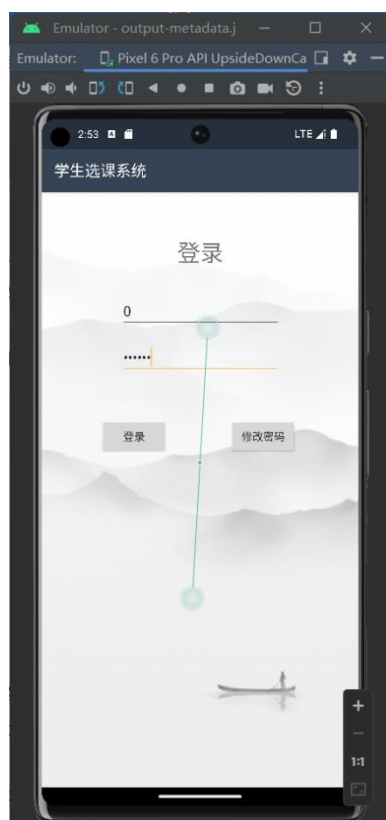 Emulator - output-metadata.j
Emulator:
Pixel 6 Pro API UpsideDownCa
2:53
LTE
学生选课系统
登录
0
••••••
登录
修改密码
1:1